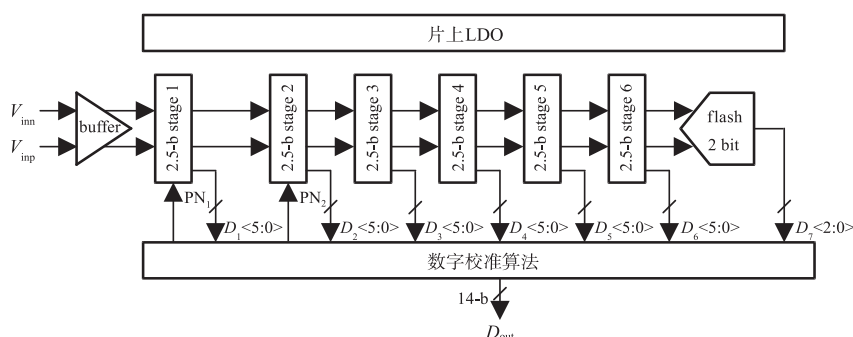 片上LDO
V_inn
V_inp
buffer
2.5-b stage 1
2.5-b stage 2
2.5-b stage 3
2.5-b stage 4
2.5-b stage 5
2.5-b stage 6
flash
2 bit
PN_1
PN_2
D_1<5:0>
D_2<5:0>
D_3<5:0>
D_4<5:0>
D_5<5:0>
D_6<5:0>
D_7<2:0>
数字校准算法
14-b
D_out